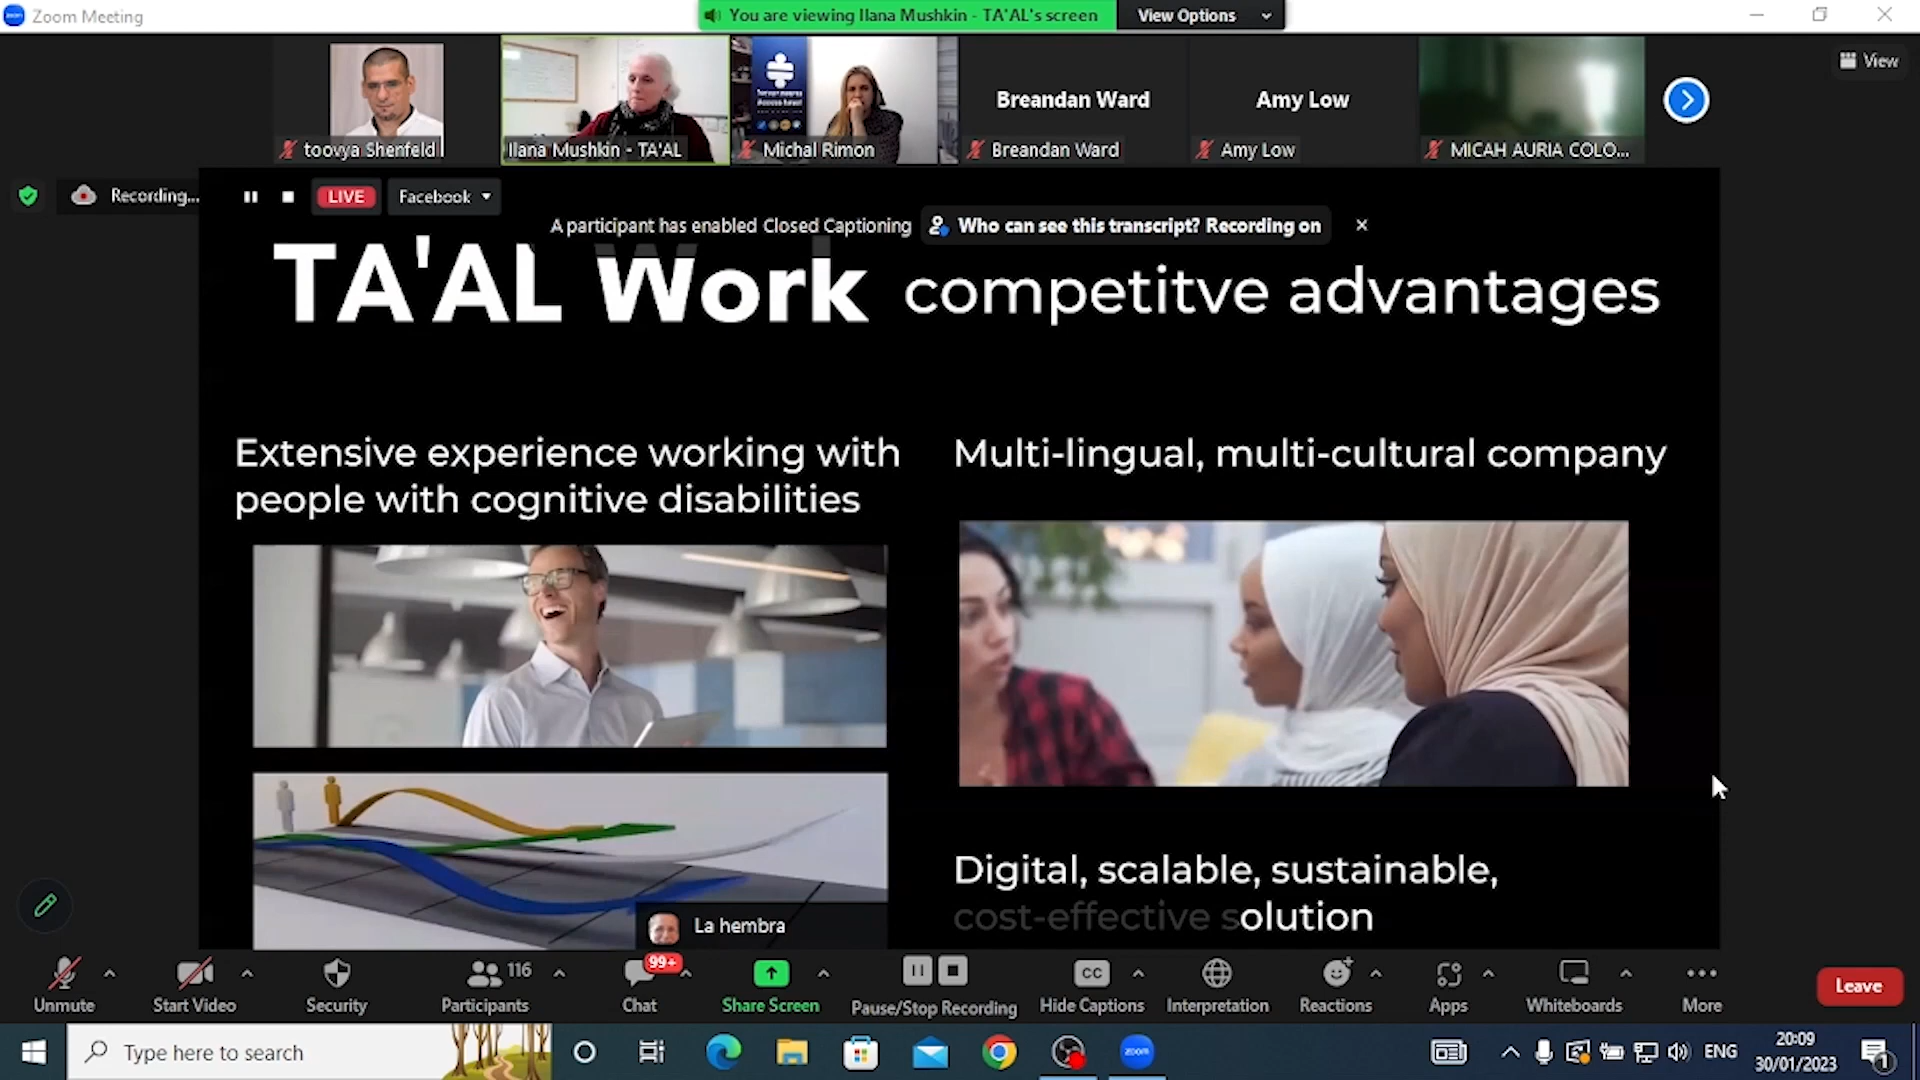 Zoom Meeting
You are viewing Ilana Mushkin - TA'AL's screen
View Options
View
toovya Shenfeld
Ilana Mushkin - TA'AL
Michal Rimon
Breandan Ward
Breandan Ward
Amy Low
Amy Low
MICAH AURIA COLO...
Recording...
LIVE
Facebook
A participant has enabled Closed Captioning
Who can see this transcript? Recording on
TA'AL Work competitve advantages
Extensive experience working with
people with cognitive disabilities
Multi-lingual, multi-cultural company
Digital, scalable, sustainable,
cost-effective solution
La hembra
Unmute
Start Video
Security
116
Participants
99+
Chat
Share Screen
Pause/Stop Recording
CC
Hide Captions
Interpretation
Reactions
Apps
Whiteboards
More
Leave
Type here to search
zoom
ENG
20:09
30/01/2023
1